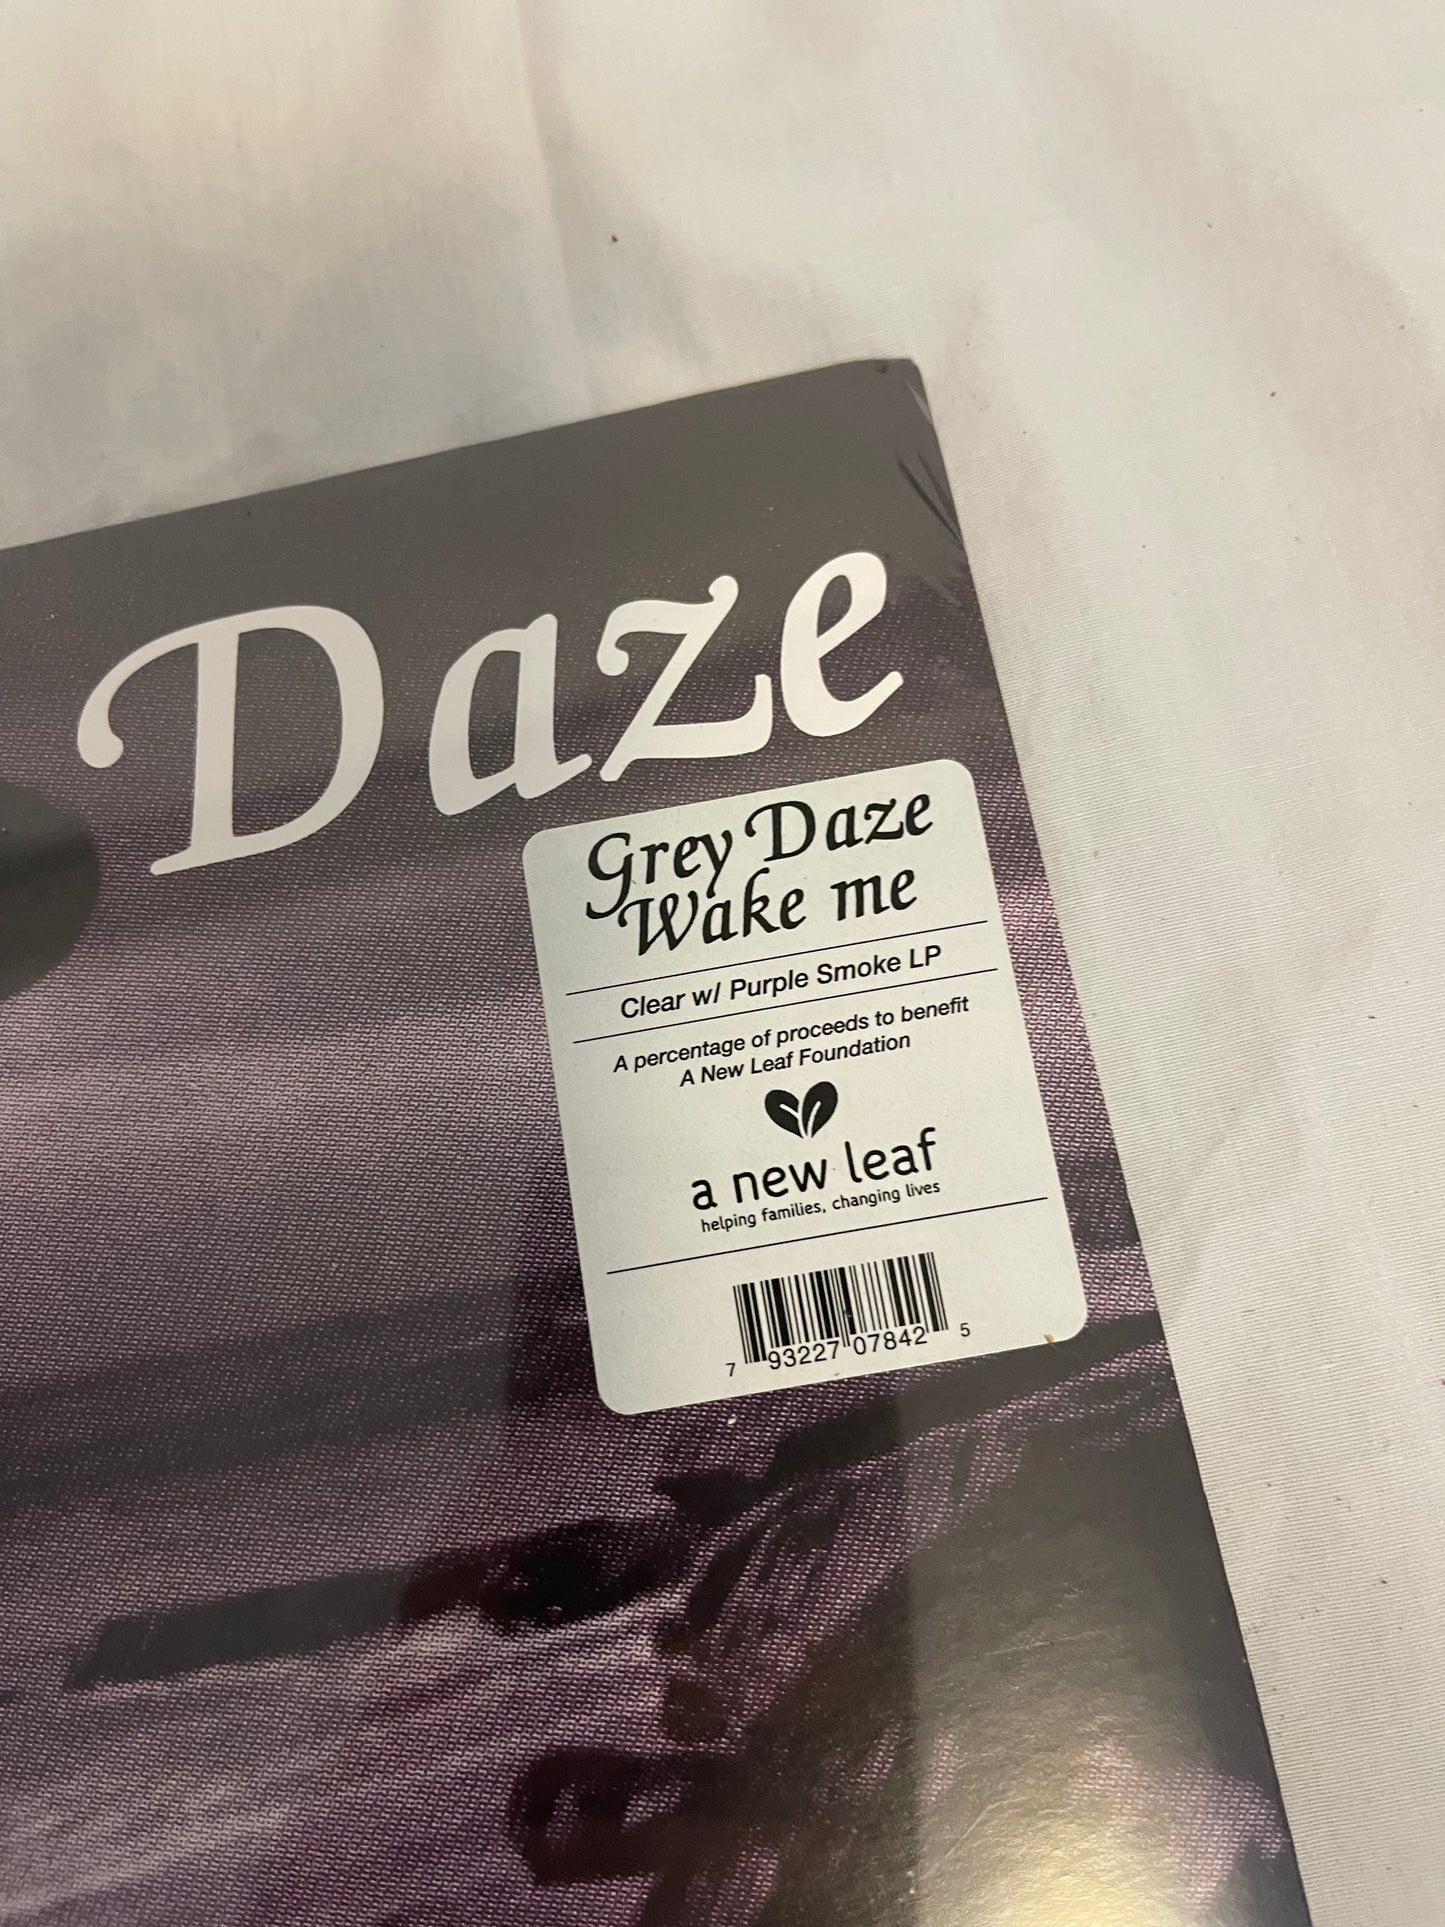 Daze
Grey Daze
Wake me
Clear w/ Purple Smoke LP
A percentage of proceeds to benefit
A New Leaf Foundation
a new leaf
helping families, changing lives
7 93227 07842 5